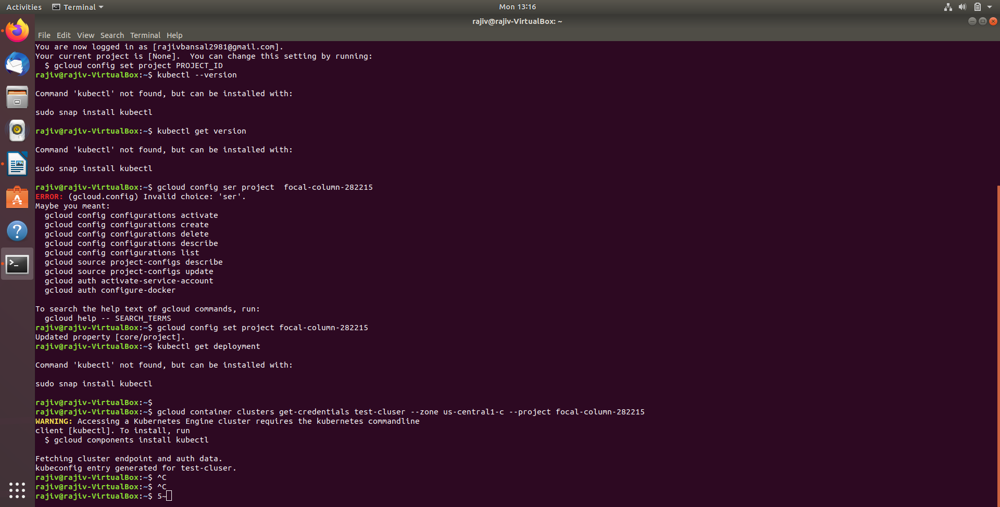 Activities Terminal Mon 13:16
rajiv@rajiv-VirtualBox: ~
File Edit View Search Terminal Help
You are now logged in as [rajivbansal2981@gmail.com].
Your current project is [None].  You can change this setting by running:
  $ gcloud config set project PROJECT_ID
rajiv@rajiv-VirtualBox:~$ kubectl --version
Command 'kubectl' not found, but can be installed with:
sudo snap install kubectl
rajiv@rajiv-VirtualBox:~$ kubectl get version
Command 'kubectl' not found, but can be installed with:
sudo snap install kubectl
rajiv@rajiv-VirtualBox:~$ gcloud config ser project  focal-column-282215
ERROR: (gcloud.config) Invalid choice: 'ser'.
Maybe you meant:
  gcloud config configurations activate
  gcloud config configurations create
  gcloud config configurations delete
  gcloud config configurations describe
  gcloud config configurations list
  gcloud source project-configs describe
  gcloud source project-configs update
  gcloud auth activate-service-account
  gcloud auth configure-docker
To search the help text of gcloud commands, run:
  gcloud help -- SEARCH_TERMS
rajiv@rajiv-VirtualBox:~$ gcloud config set project focal-column-282215
Updated property [core/project].
rajiv@rajiv-VirtualBox:~$ kubectl get deployment
Command 'kubectl' not found, but can be installed with:
sudo snap install kubectl
rajiv@rajiv-VirtualBox:~$
rajiv@rajiv-VirtualBox:~$ gcloud container clusters get-credentials test-cluser --zone us-central1-c --project focal-column-282215
WARNING: Accessing a Kubernetes Engine cluster requires the kubernetes commandline
client [kubectl]. To install, run
  $ gcloud components install kubectl
Fetching cluster endpoint and auth data.
kubeconfig entry generated for test-cluser.
rajiv@rajiv-VirtualBox:~$ ^C
rajiv@rajiv-VirtualBox:~$ ^C
rajiv@rajiv-VirtualBox:~$ 5~